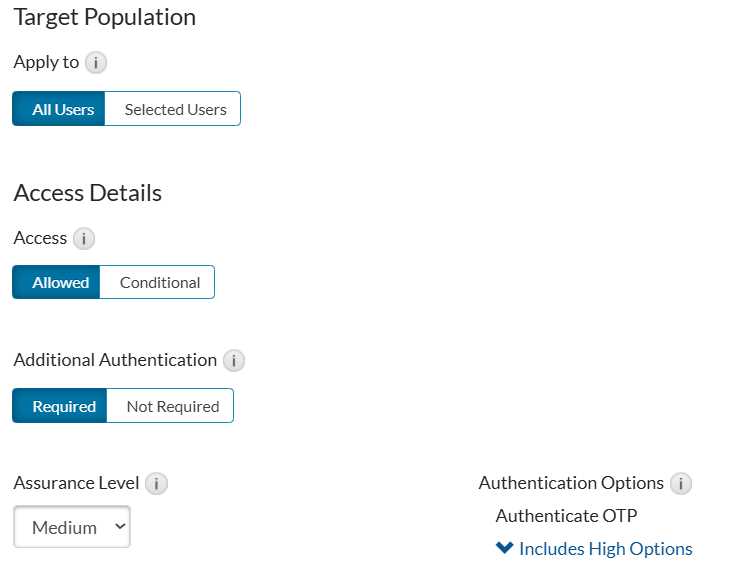 Target Population
Apply to i
All Users Selected Users
Access Details
Access i
Allowed Conditional
Additional Authentication i
Required Not Required
Assurance Level i Authentication Options i
Medium Authenticate OTP
Includes High Options